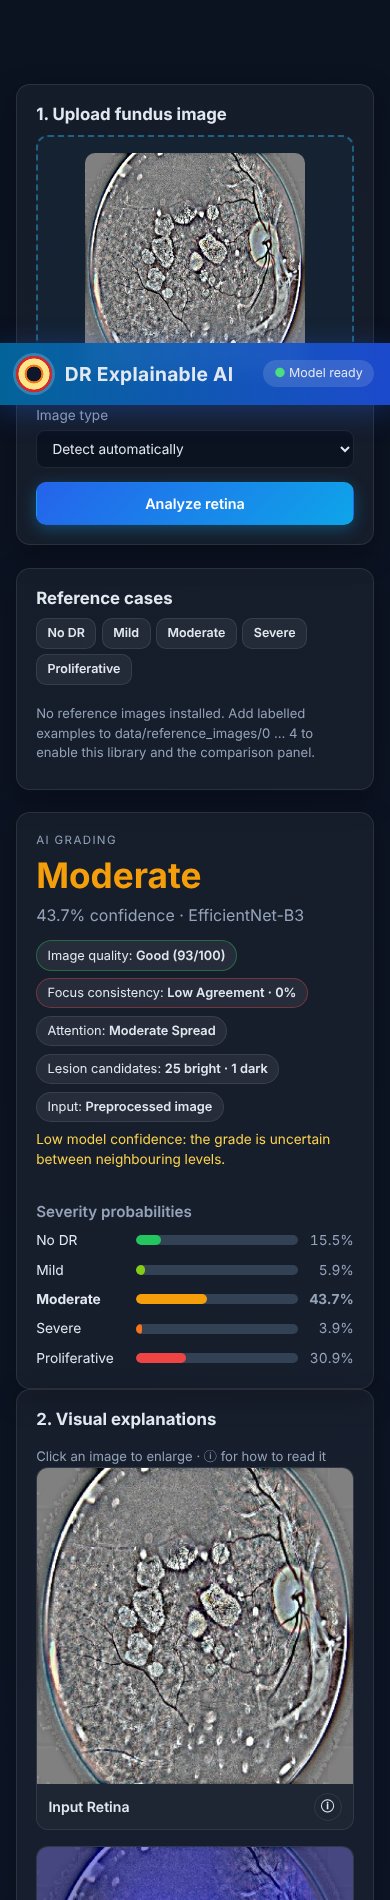 1. Upload fundus image
DR Explainable AI
Model ready
Image type
Detect automatically
Analyze retina
Reference cases
No DR
Mild
Moderate
Severe
Proliferative
No reference images installed. Add labelled
examples to data/reference_images/0 ... 4 to
enable this library and the comparison panel.
AI GRADING
Moderate
43.7% confidence · EfficientNet-B3
Image quality: Good (93/100)
Focus consistency: Low Agreement · 0%
Attention: Moderate Spread
Lesion candidates: 25 bright · 1 dark
Input: Preprocessed image
Low model confidence: the grade is uncertain
between neighbouring levels.
Severity probabilities
No DR 15.5%
Mild 5.9%
Moderate 43.7%
Severe 3.9%
Proliferative 30.9%
2. Visual explanations
Click an image to enlarge · ⓘ for how to read it
Input Retina ⓘ